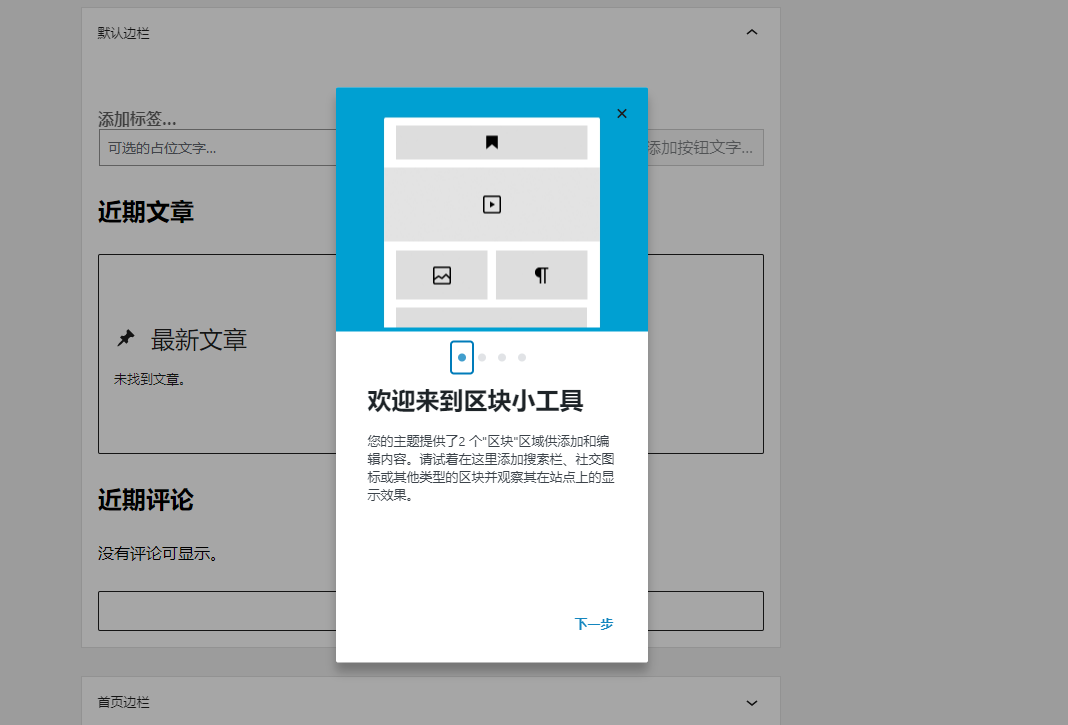 默认边栏
添加标签...
可选的占位文字...
添加按钮文字...
近期文章
最新文章
未找到文章。
欢迎来到区块小工具
您的主题提供了2 个"区块"区域供添加和编
辑内容。请试着在这里添加搜索栏、社交图
标或其他类型的区块并观察其在站点上的显
示效果。
近期评论
没有评论可显示。
下一步
首页边栏